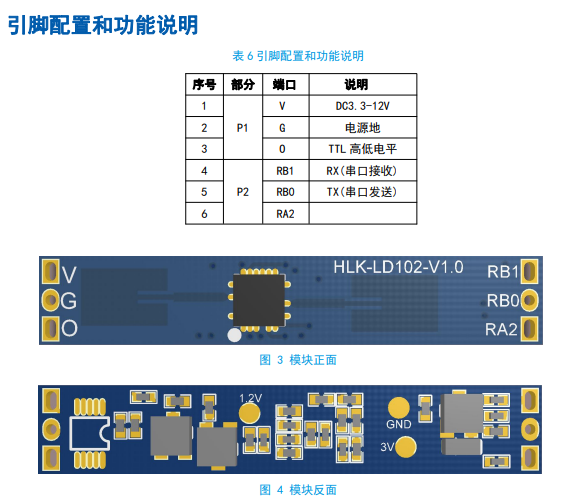 引脚配置和功能说明
表 6 引脚配置和功能说明
序号 部分 端口 说明
1 P1 V DC3.3-12V
2 G 电源地
3 O TTL 高低电平
4 P2 RB1 RX(串口接收)
5 RB0 TX(串口发送)
6 RA2
HLK-LD102-V1.0
V RB1
G RB0
O RA2
图 3 模块正面
1.2V
GND
3V
图 4 模块反面